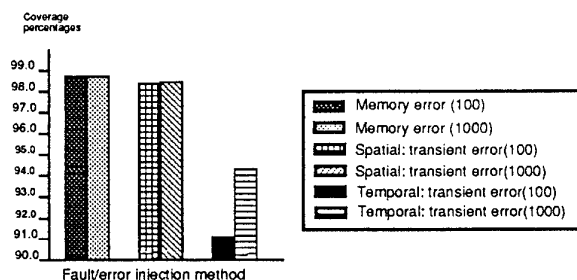 Coverage
percentages
99.0
98.0
97.0
96.0
95.0
94.0
93.0
92.0
91.0
90.0
Fault/error injection method
Memory error (100)
Memory error (1000)
Spatial: transient error(100)
Spatial: transient error(1000)
Temporal: transient error(100)
Temporal: transient error(1000)